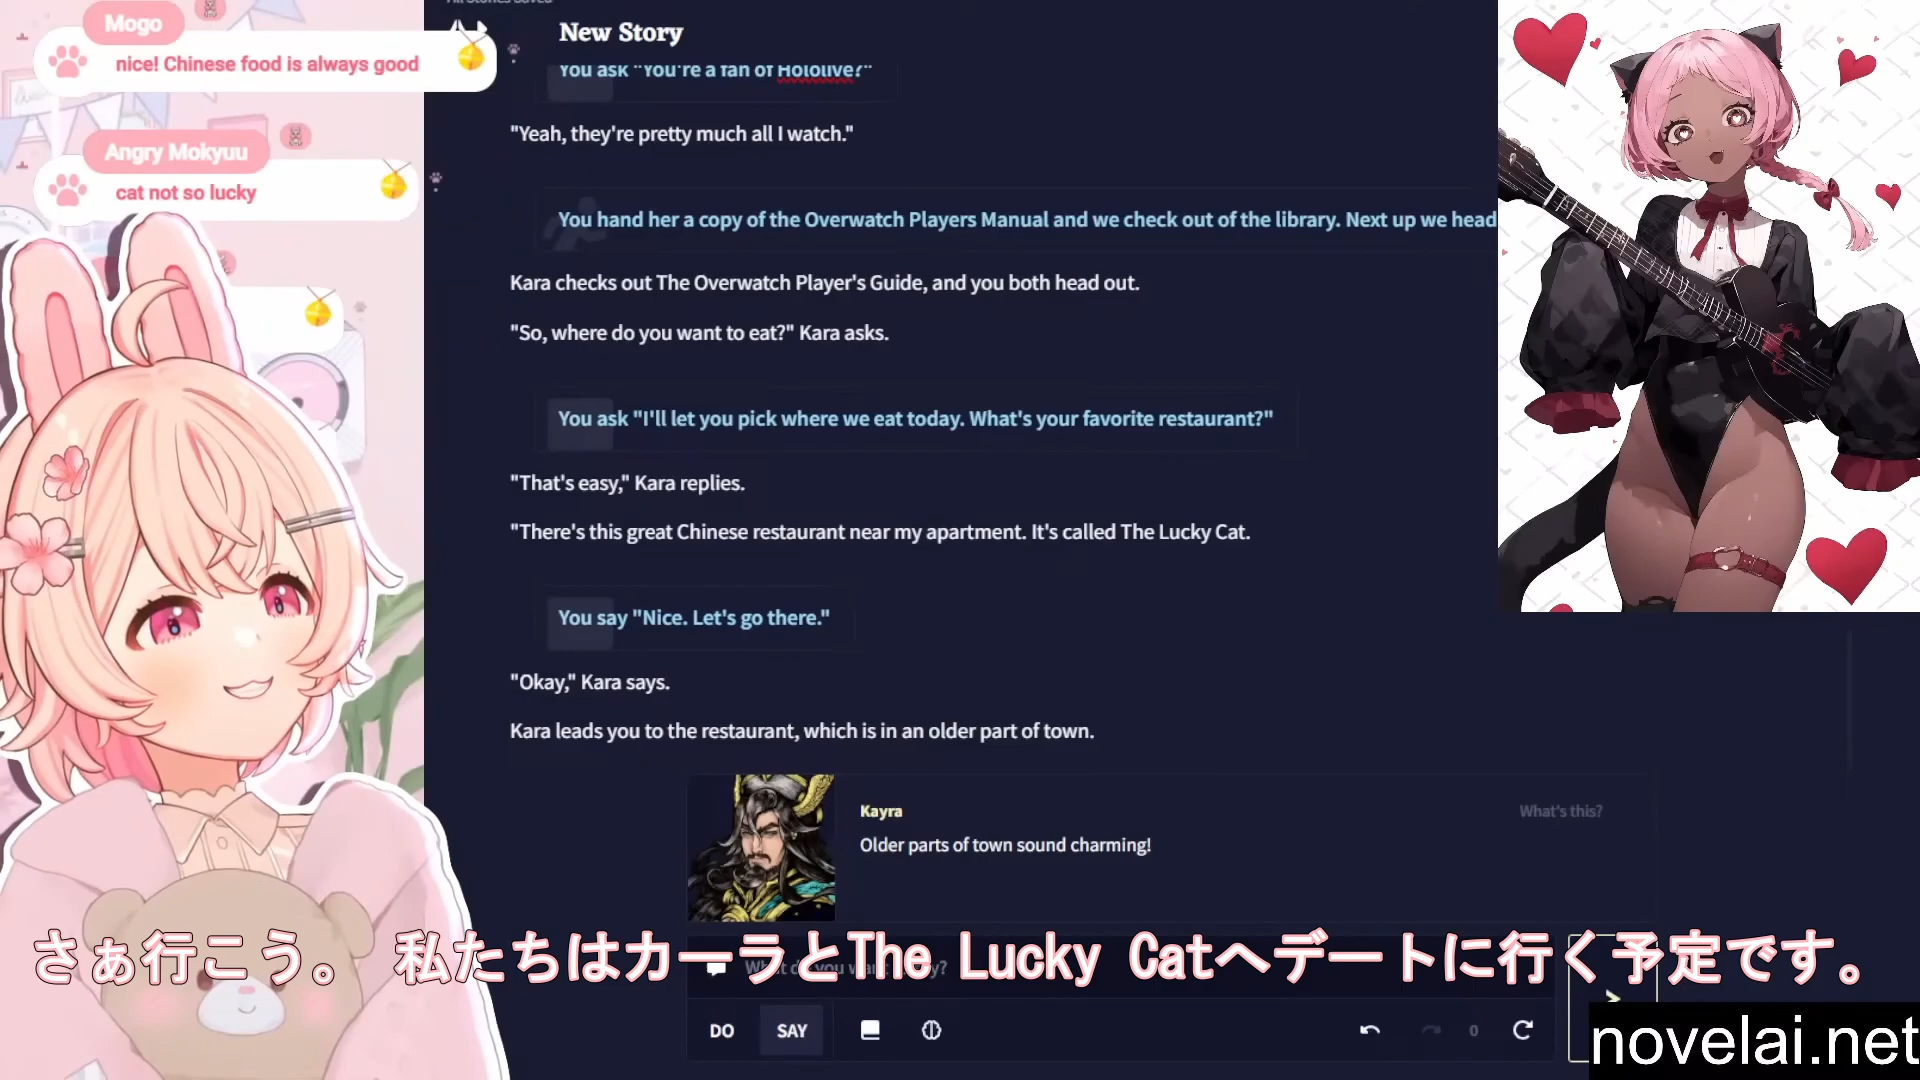 Mogo
nice! Chinese food is always good
Angry Mokyuu
cat not so lucky
All Stories Saved
New Story
You ask "You're a fan of Hololive?"
"Yeah, they're pretty much all I watch."
You hand her a copy of the Overwatch Players Manual and we check out of the library. Next up we head
Kara checks out The Overwatch Player's Guide, and you both head out.
"So, where do you want to eat?" Kara asks.
You ask "I'll let you pick where we eat today. What's your favorite restaurant?"
"That's easy," Kara replies.
"There's this great Chinese restaurant near my apartment. It's called The Lucky Cat.
You say "Nice. Let's go there."
"Okay," Kara says.
Kara leads you to the restaurant, which is in an older part of town.
Kayra
What's this?
Older parts of town sound charming!
さぁ行こう。 私たちはカーラとThe Lucky Catへデートに行く予定です。
DO
SAY
0
novelai.net